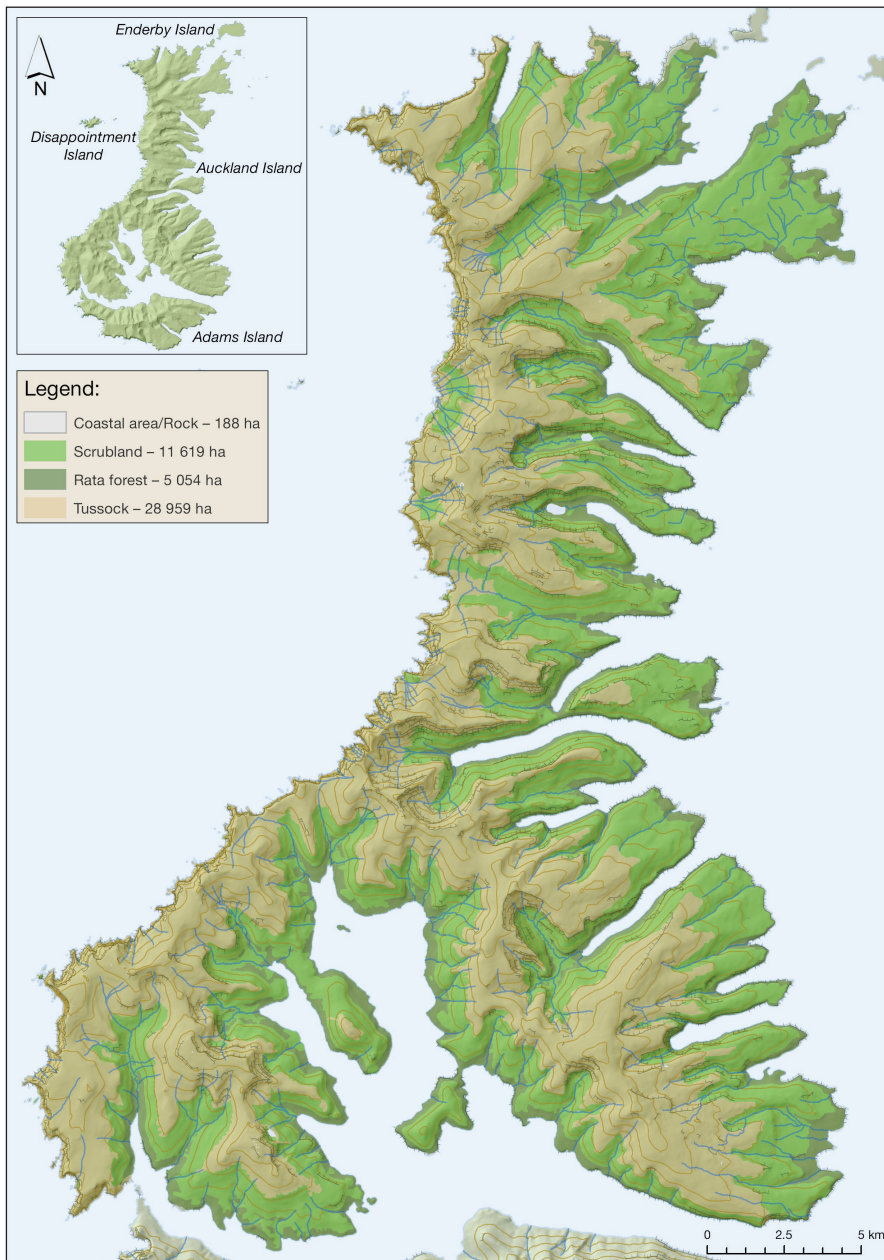 Enderby Island
N
Disappointment
Island
Auckland Island
Adams Island
Legend:
Coastal area/Rock – 188 ha
Scrubland – 11 619 ha
Rata forest – 5 054 ha
Tussock – 28 959 ha
0 2.5 5 km